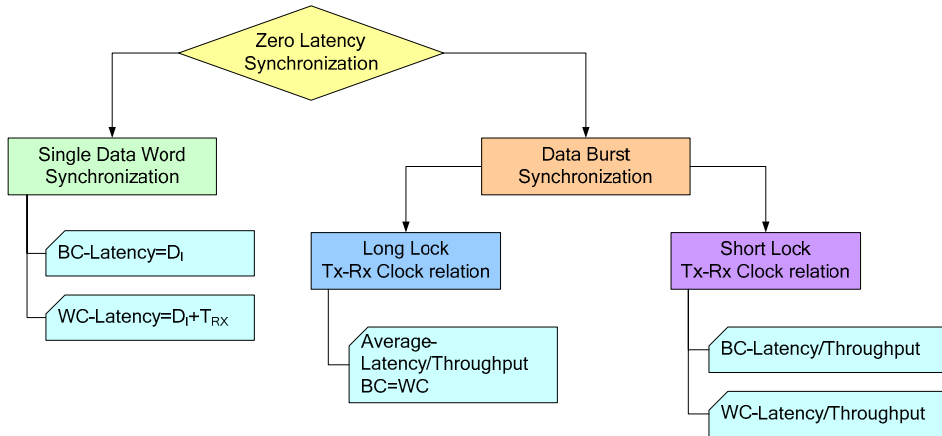 Zero Latency
Synchronization
Single Data Word
Synchronization
Data Burst
Synchronization
BC-Latency=DI
WC-Latency=DI+TRX
Long Lock
Tx-Rx Clock relation
Short Lock
Tx-Rx Clock relation
Average-
Latency/Throughput
BC=WC
BC-Latency/Throughput
WC-Latency/Throughput